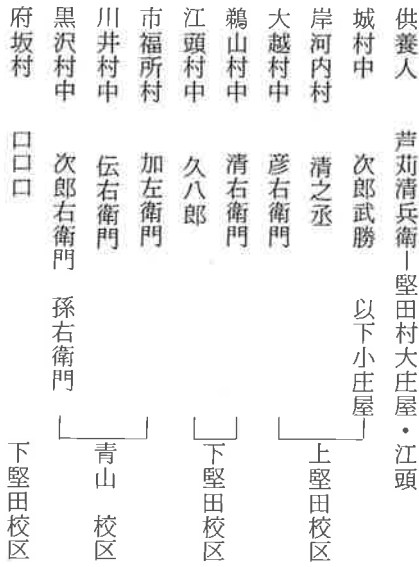 供養人 芦苅清兵衛―堅田村大庄屋・江頭
城村中 次郎武勝 以下小庄屋
岸河内村 清之丞
大越村中 彦右衛門
上堅田校区
鵜山村中 清右衛門
江頭村中 久八郎
下堅田校区
市福所村 加左衛門
川井村中 伝右衛門
黒沢村中 次郎右衛門 孫右衛門
青山 校区
府坂村 口口口 下堅田校区